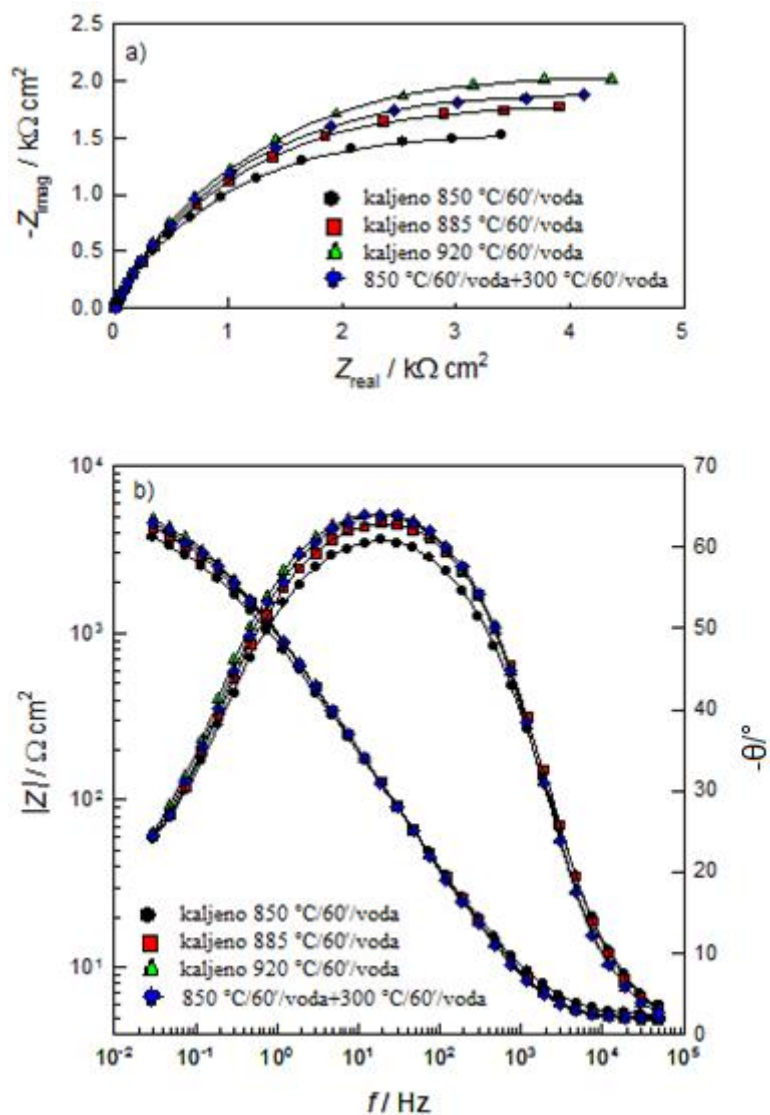 a)
2.5
2.0
1.5
1.0
0.5
0.0
-Zimag / kΩ cm²
kaljeno 850 °C/60'/voda
kaljeno 885 °C/60'/voda
kaljeno 920 °C/60'/voda
850 °C/60'/voda+300 °C/60'/voda
0 1 2 3 4 5
Zreal / kΩ cm²
b)
10⁴
10³
10²
10¹
|Z| / Ω cm²
70
60
50
40
30
20
10
0
-θ/°
kaljeno 850 °C/60'/voda
kaljeno 885 °C/60'/voda
kaljeno 920 °C/60'/voda
850 °C/60'/voda+300 °C/60'/voda
10⁻² 10⁻¹ 10⁰ 10¹ 10² 10³ 10⁴ 10⁵
f / Hz